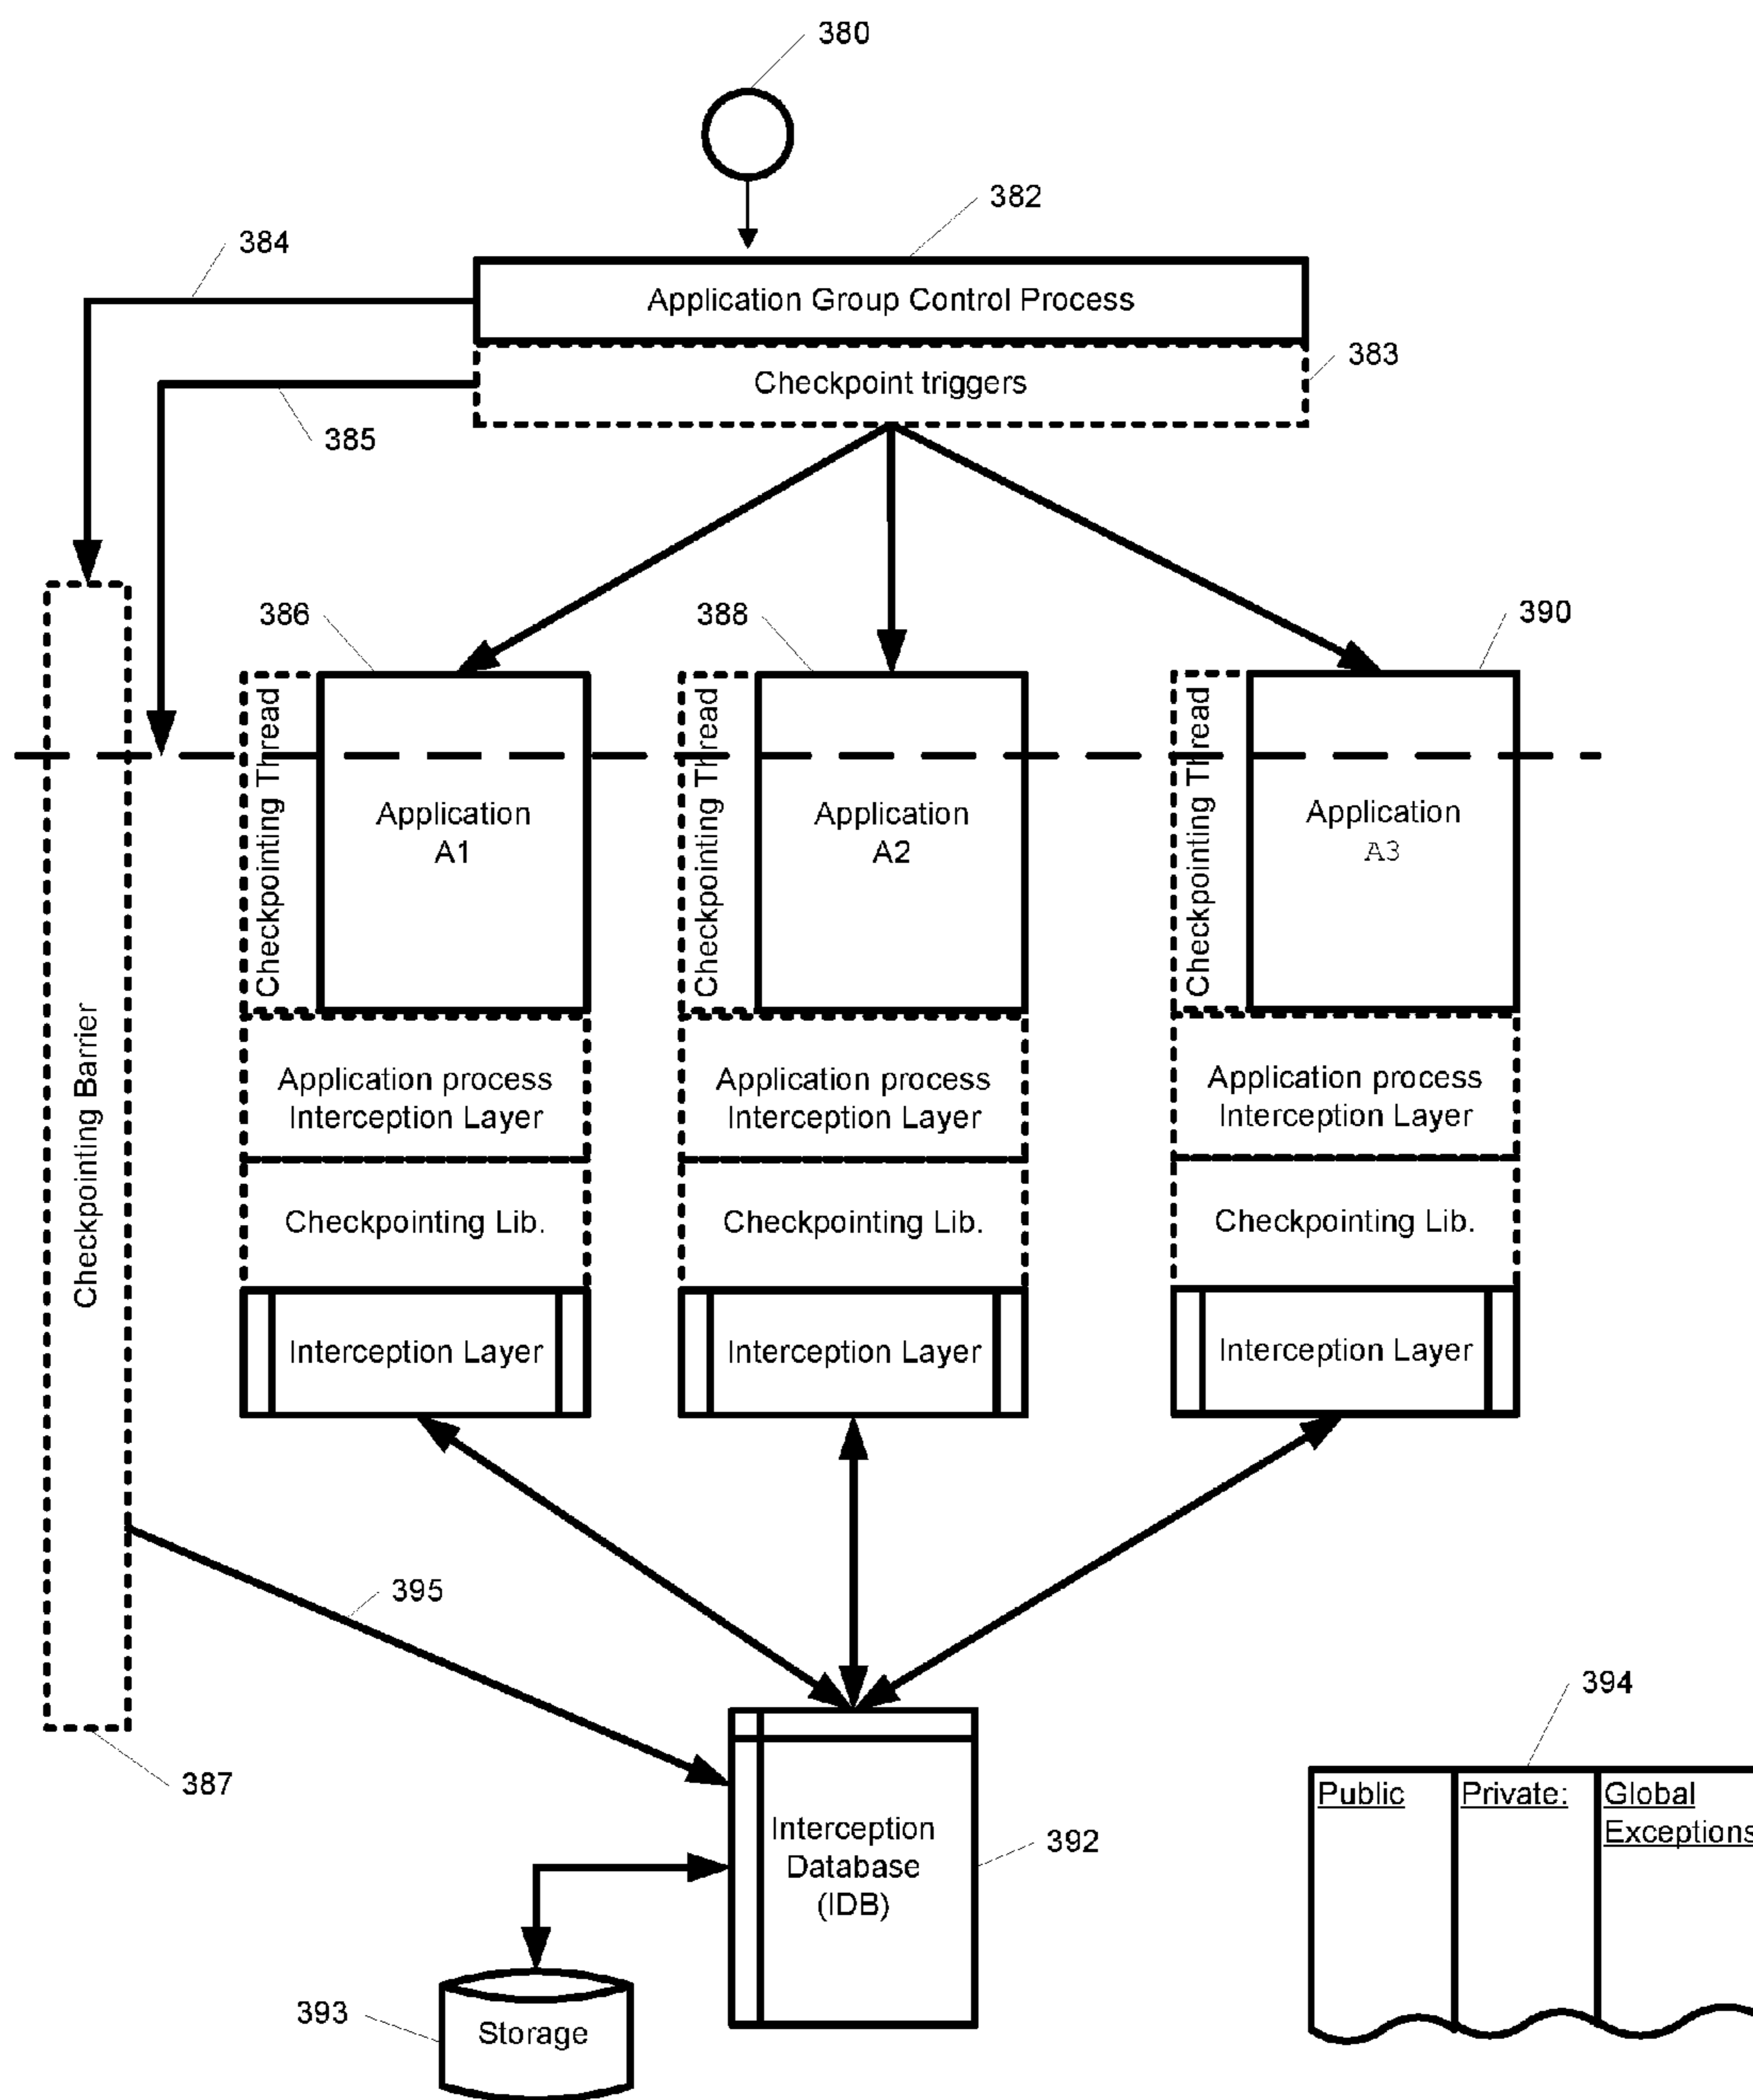 380
382
384
Application Group Control Process
383
Checkpoint triggers
385
386
388
390
Checkpointing Thread
Application
A1
Checkpointing Thread
Application
A2
Checkpointing Thread
Application
A3
Checkpointing Barrier
Application process
Interception Layer
Application process
Interception Layer
Application process
Interception Layer
Checkpointing Lib.
Checkpointing Lib.
Checkpointing Lib.
Interception Layer
Interception Layer
Interception Layer
395
394
387
Public
Private:
Global
Exceptions
Interception
Database
(IDB)
392
393
Storage